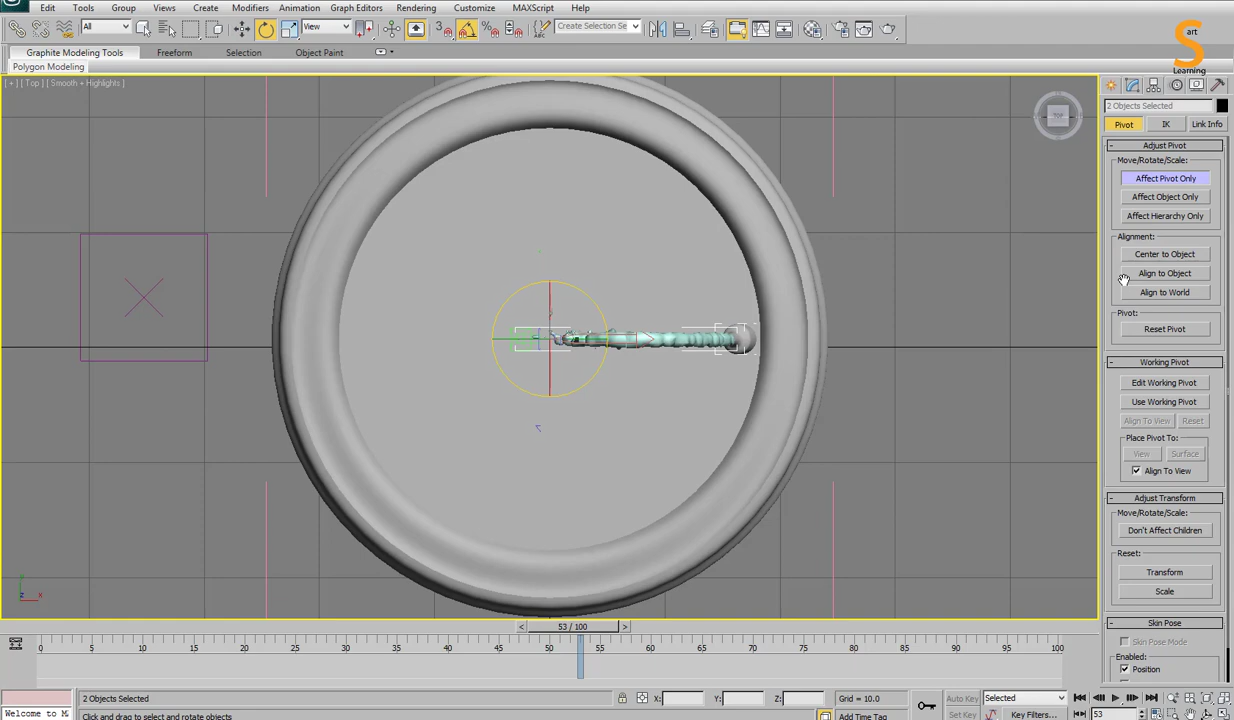 Edit Tools Group Views Create Modifiers Animation Graph Editors Rendering Customize MAXScript Help
All View 3 Create Selection Se
art
S
Learning
Graphite Modeling Tools Freeform Selection Object Paint
Polygon Modeling
[ + ] [ Top ] [ Smooth + Highlights ]
TOP
2 Objects Selected
Pivot IK Link Info
- Adjust Pivot
Move/Rotate/Scale:
Affect Pivot Only
Affect Object Only
Affect Hierarchy Only
Alignment:
Center to Object
Align to Object
Align to World
Pivot:
Reset Pivot
- Working Pivot
Edit Working Pivot
Use Working Pivot
Align To View Reset
Place Pivot To:
View Surface
Align To View
- Adjust Transform
Move/Rotate/Scale:
Don't Affect Children
Reset:
Transform
Scale
- Skin Pose
Skin Pose Mode
Enabled:
Position
z x
< 53 / 100 >
0 5 10 15 20 25 30 35 40 45 50 55 60 65 70 75 80 85 90 95 100
2 Objects Selected X: Y: Z: Grid = 10.0 Auto Key Selected
Welcome to M Click and drag to select and rotate objects Add Time Tag Set Key Key Filters... 53